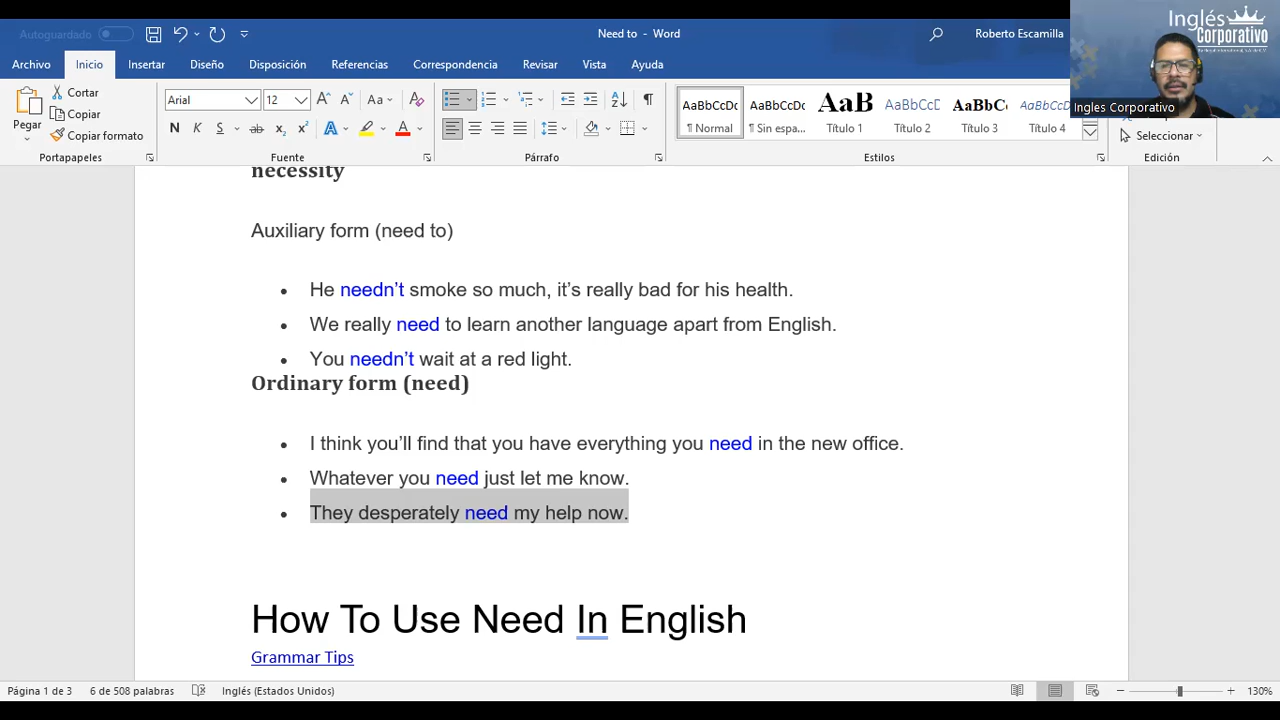 Autoguardado
Need to - Word
Roberto Escamilla
Inglés
Corporativo
Ingles Corporativo
Archivo Inicio Insertar Diseño Disposición Referencias Correspondencia Revisar Vista Ayuda
Pegar
Cortar
Copiar
Copiar formato
Portapapeles
Arial 12
N K S ab x₂ x²
Fuente
Párrafo
AaBbCcDc AaBbCcDc AaB AaBbCcD AaBbC AaBbCcD
¶ Normal ¶ Sin espa... Título 1 Título 2 Título 3 Título 4
Estilos
Seleccionar
Edición
necessity
Auxiliary form (need to)
• He needn’t smoke so much, it’s really bad for his health.
• We really need to learn another language apart from English.
• You needn’t wait at a red light.
Ordinary form (need)
• I think you’ll find that you have everything you need in the new office.
• Whatever you need just let me know.
• They desperately need my help now.
How To Use Need In English
Grammar Tips
Página 1 de 3 6 de 508 palabras Inglés (Estados Unidos) 130%